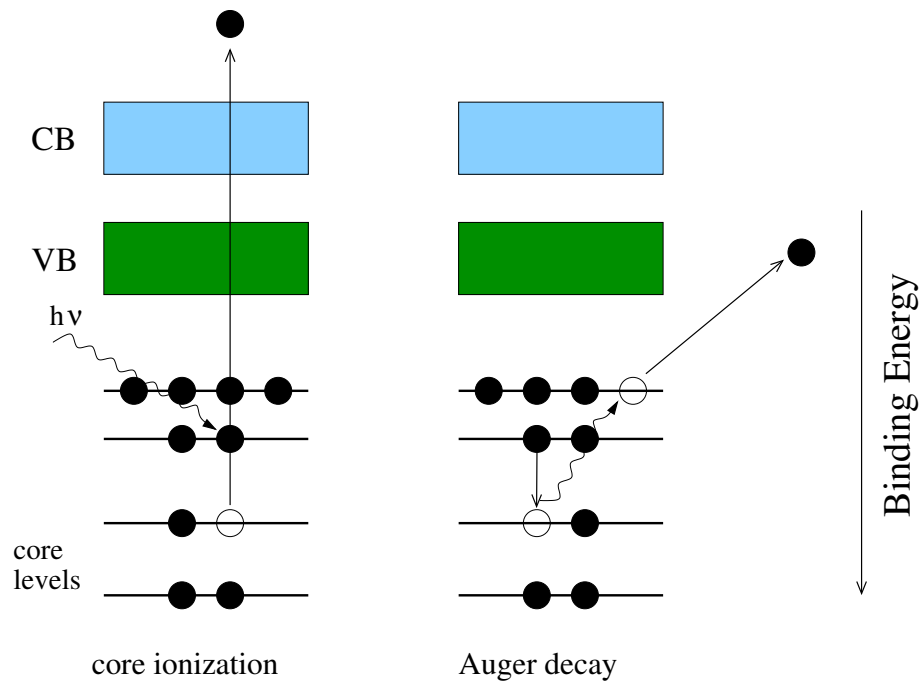 CB
VB
hν
core
levels
core ionization
Auger decay
Binding Energy